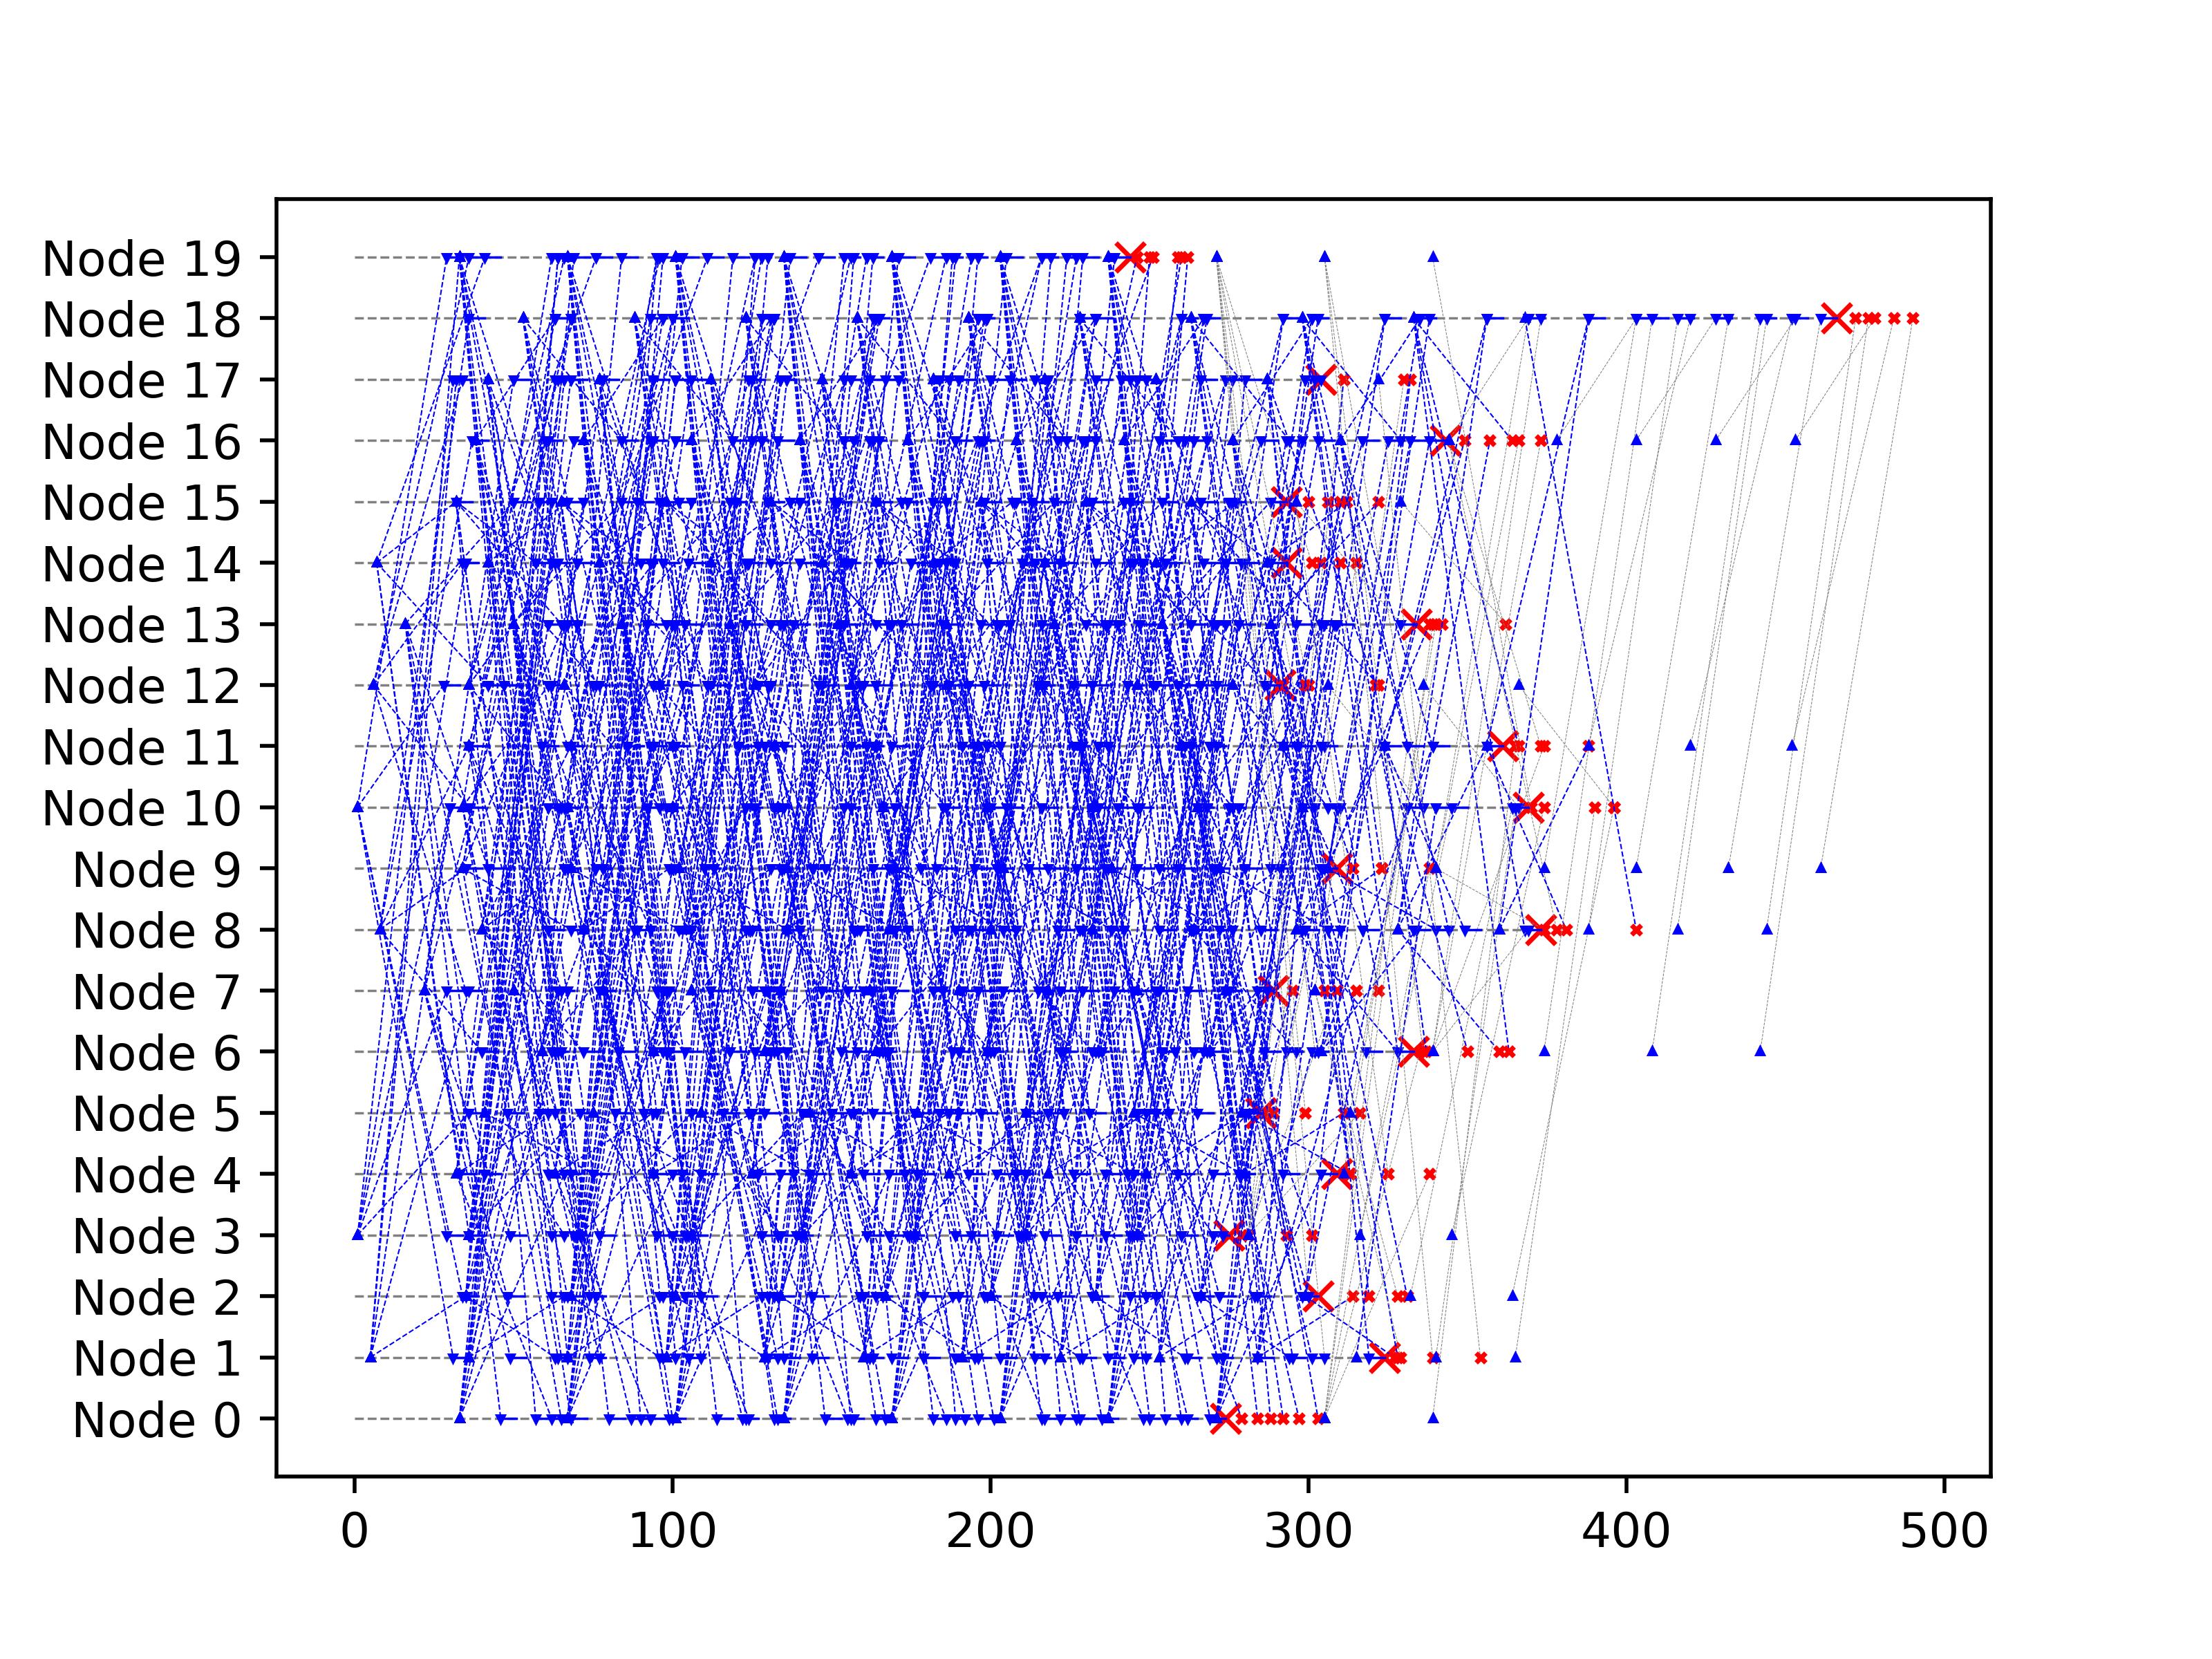 Node 19
Node 18
Node 17
Node 16
Node 15
Node 14
Node 13
Node 12
Node 11
Node 10
Node 9
Node 8
Node 7
Node 6
Node 5
Node 4
Node 3
Node 2
Node 1
Node 0
0 100 200 300 400 500